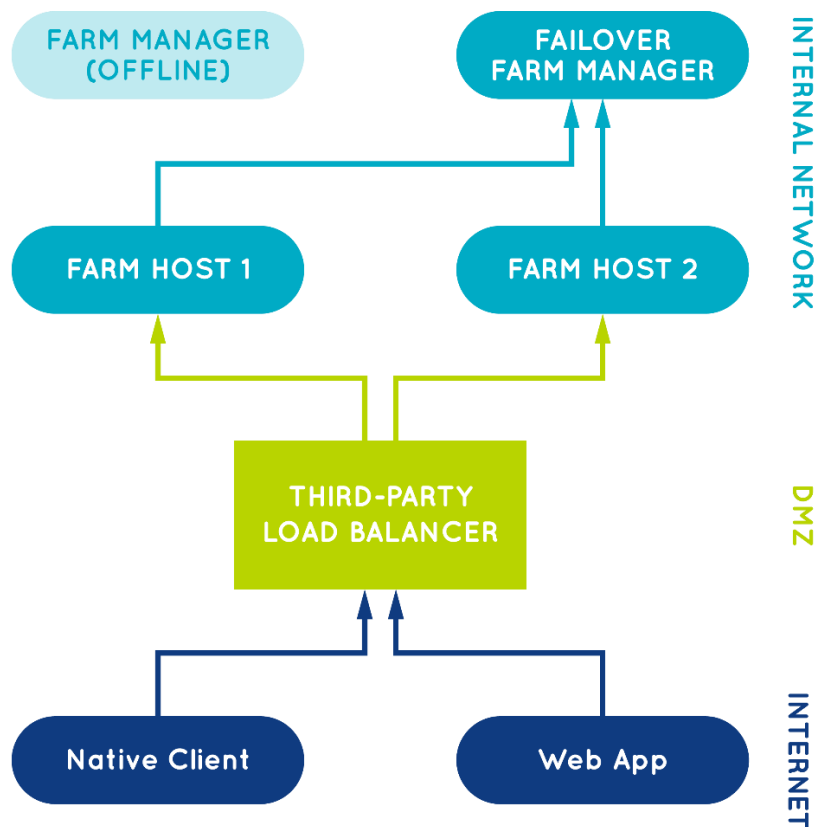 FARM MANAGER
(OFFLINE)
FAILOVER
FARM MANAGER
INTERNAL NETWORK
FARM HOST 1
FARM HOST 2
THIRD-PARTY
LOAD BALANCER
DMZ
Native Client
Web App
INTERNET